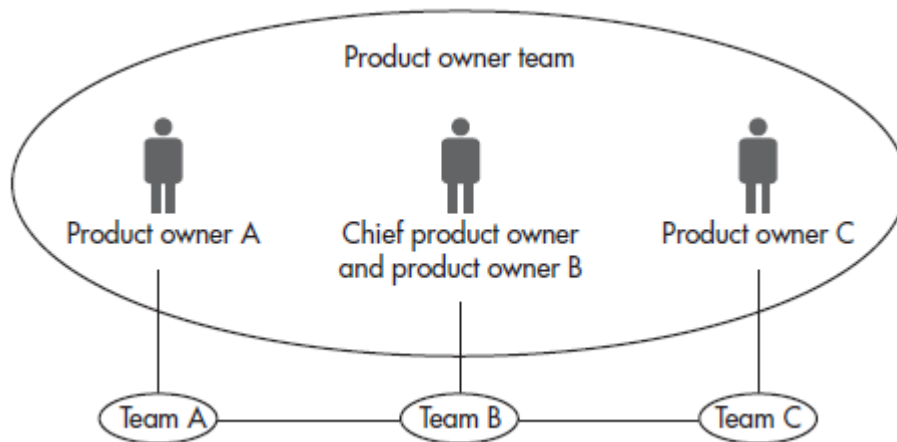 Product owner team
Product owner A
Chief product owner
and product owner B
Product owner C
Team A
Team B
Team C